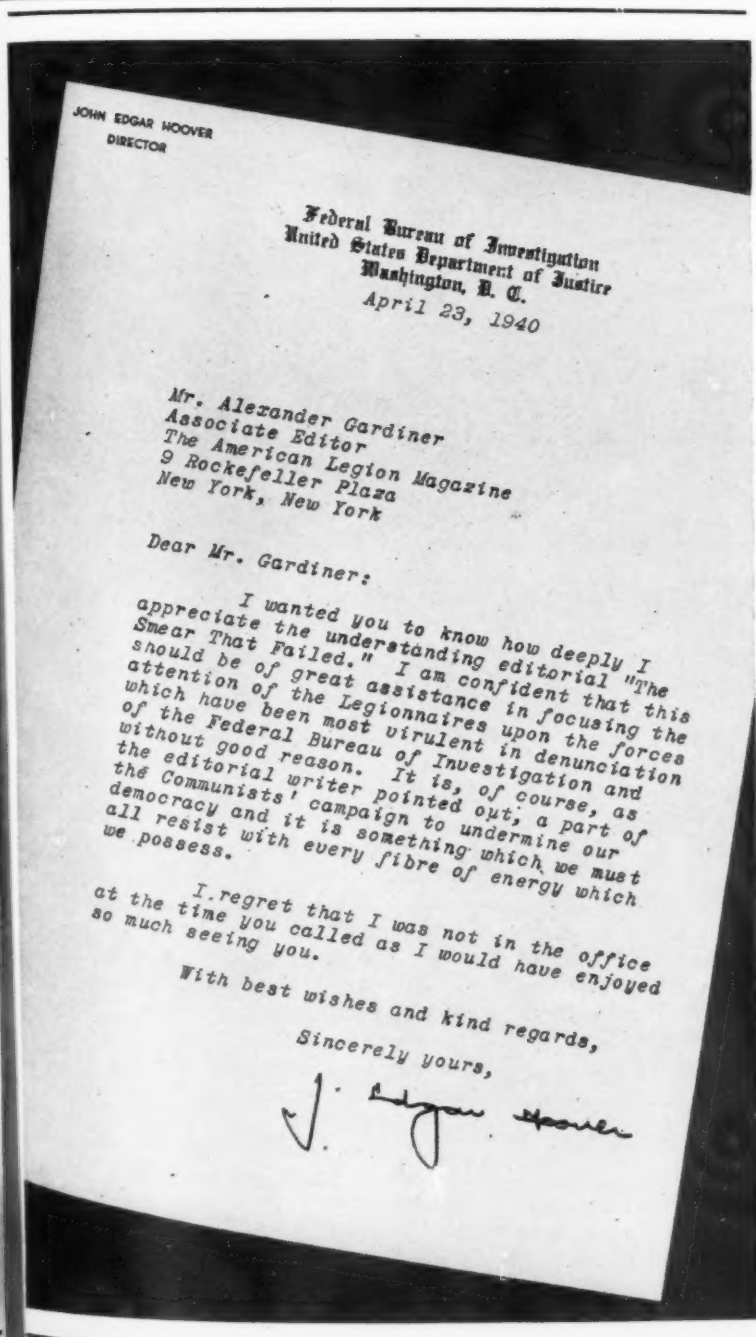 JOHN EDGAR HOOVER
DIRECTOR
Federal Bureau of Investigation
United States Department of Justice
Washington, D. C.
April 23, 1940
Mr. Alexander Gardiner
Associate Editor
The American Legion Magazine
9 Rockefeller Plaza
New York, New York
Dear Mr. Gardiner:
I wanted you to know how deeply I
appreciate the understanding editorial "The
Smear That Failed." I am confident that this
should be of great assistance in focusing the
attention of the Legionnaires upon the forces
which have been most virulent in denunciation
of the Federal Bureau of Investigation and
without good reason. It is, of course, as
the editorial writer pointed out, a part of
the Communists' campaign to undermine our
democracy and it is something which we must
all resist with every fibre of energy which
we possess.
I regret that I was not in the office
at the time you called as I would have enjoyed
so much seeing you.
With best wishes and kind regards,
Sincerely yours,
J. Edgar Hoover